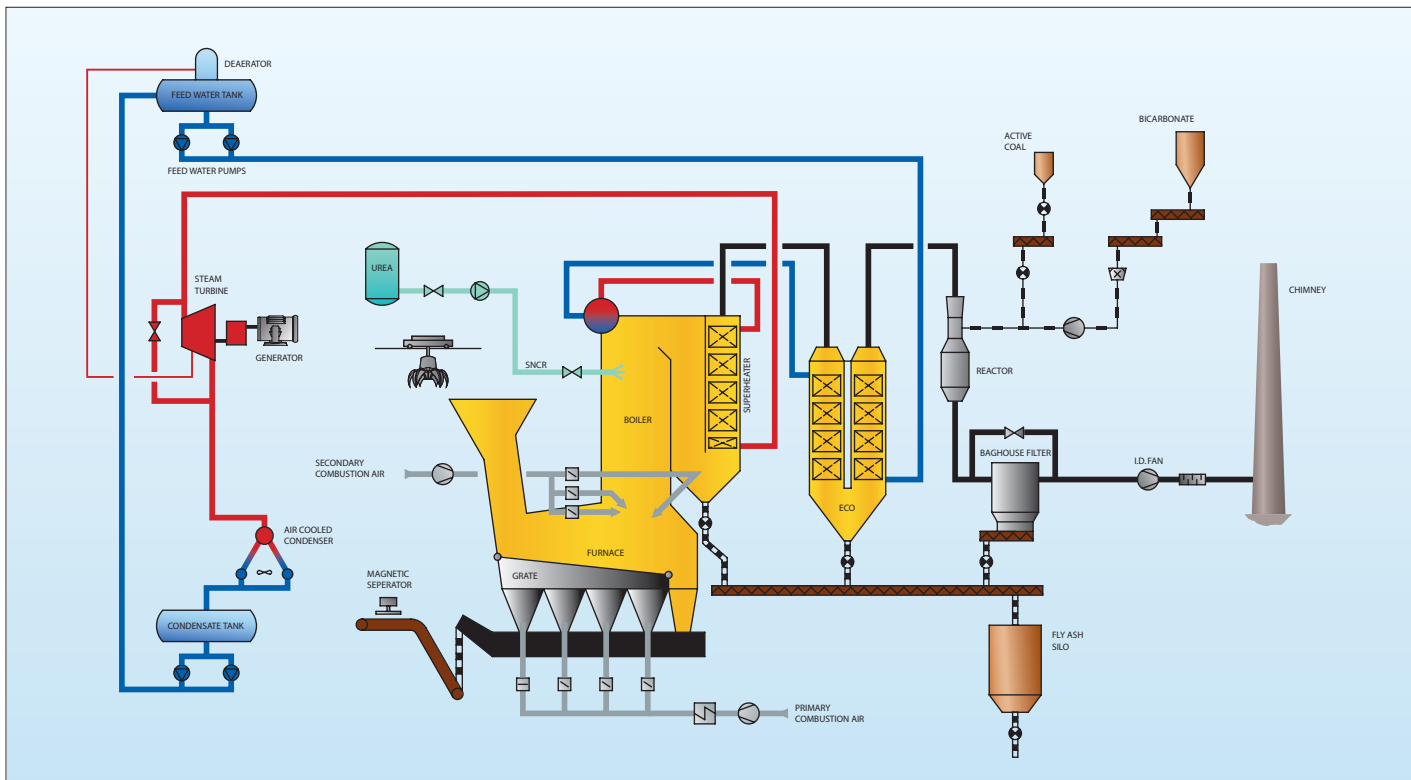 DEAERATOR
FEED WATER TANK
FEED WATER PUMPS
ACTIVE
COAL
BICARBONATE
STEAM
TURBINE
GENERATOR
UREA
SNCR
BOILER
SUPERHEATER
ECO
REACTOR
BAGHOUSE FILTER
I.D. FAN
CHIMNEY
SECONDARY
COMBUSTION AIR
FURNACE
GRATE
AIR COOLED
CONDENSER
MAGNETIC
SEPERATOR
CONDENSATE TANK
FLY ASH
SILO
PRIMARY
COMBUSTION AIR